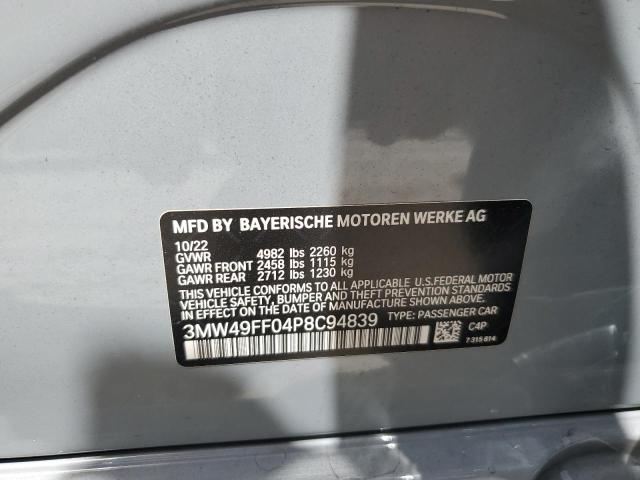 MFD BY BAYERISCHE MOTOREN WERKE AG
10/22
GVWR 4982 lbs 2260 kg
GAWR FRONT 2458 lbs 1115 kg
GAWR REAR 2712 lbs 1230 kg
THIS VEHICLE CONFORMS TO ALL APPLICABLE U.S. FEDERAL MOTOR
VEHICLE SAFETY, BUMPER AND THEFT PREVENTION STANDARDS
IN EFFECT ON THE DATE OF MANUFACTURE SHOWN ABOVE.
3MW49FF04P8C94839 TYPE: PASSENGER CAR
C4P
7 315 814